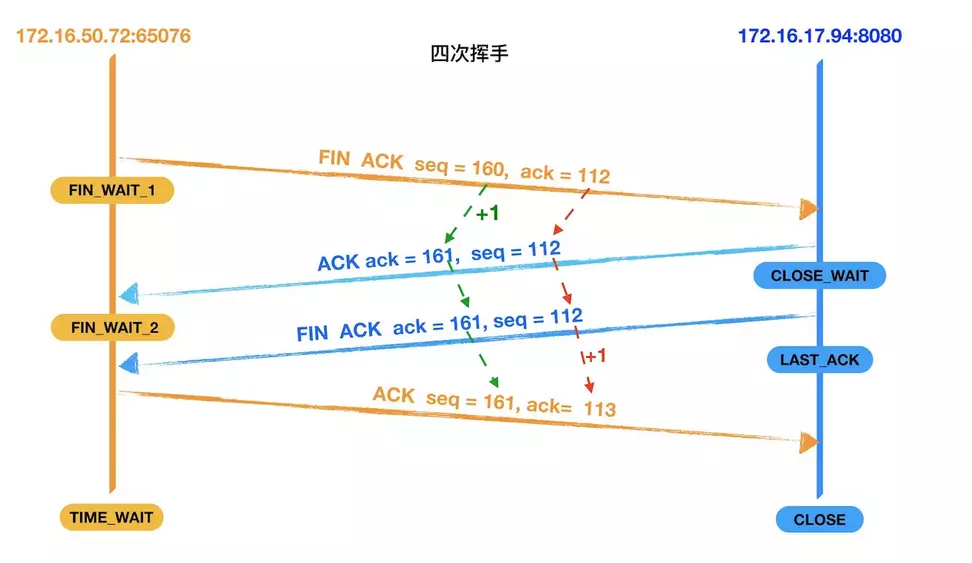 172.16.50.72:65076
172.16.17.94:8080
四次挥手
FIN ACK seq = 160, ack = 112
FIN_WAIT_1
+1
ACK ack = 161, seq = 112
CLOSE_WAIT
FIN_WAIT_2
FIN ACK ack = 161, seq = 112
+1
LAST_ACK
ACK seq = 161, ack= 113
TIME_WAIT
CLOSE